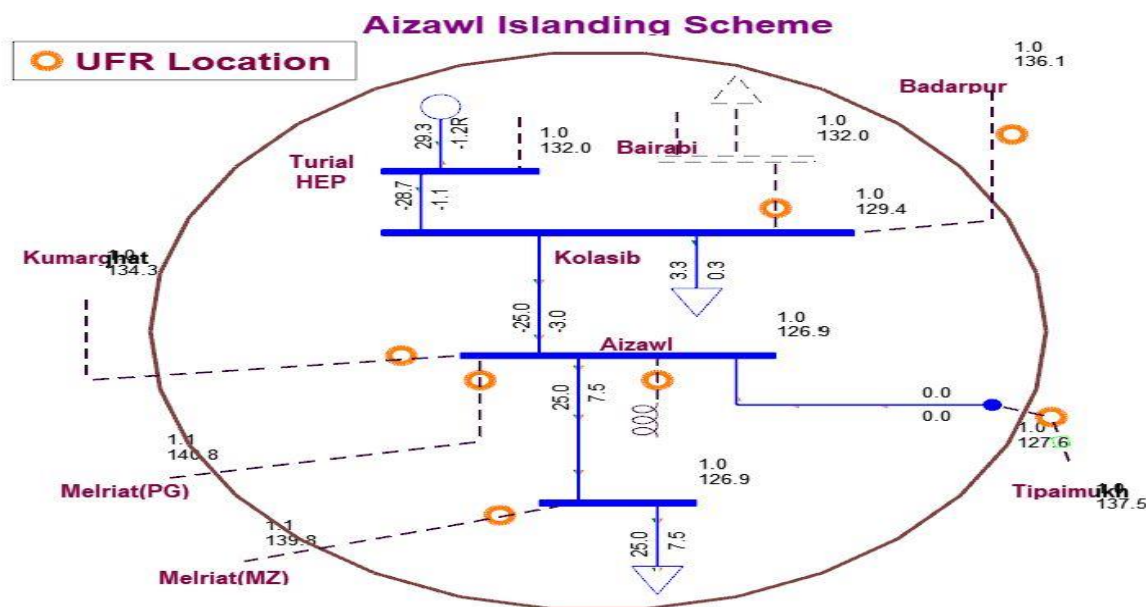 Aizawl Islanding Scheme
UFR Location
1.0
136.1
Badarpur
29.3
-1.2R
1.0
132.0
1.0
132.0
Bairabi
Turial
HEP
-28.7
-1.1
1.0
129.4
Kumarghat
1.0
134.3
Kolasib
3.3
0.3
-25.0
-3.0
1.0
126.9
Aizawl
25.0
7.5
0.0
0.0
1.0
127.6
1.1
140.8
Melriat(PG)
1.0
126.9
Tipaimukh
1.0
137.5
1.1
139.8
Melriat(MZ)
25.0
7.5